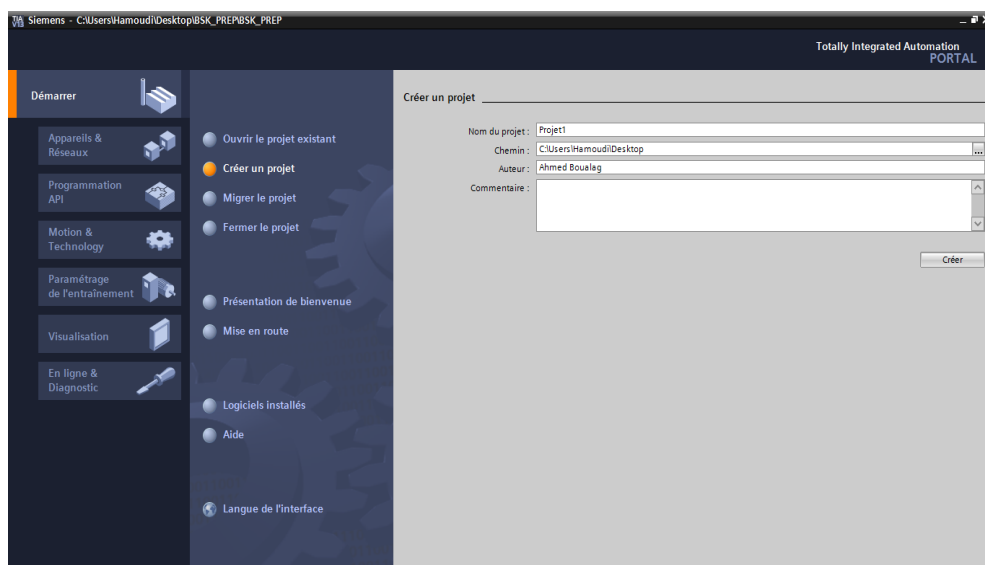 Siemens - C:\Users\Hamoudi\Desktop\BSK_PREP\BSK_PREP
Totally Integrated Automation
PORTAL
Démarrer
Appareils &
Réseaux
Programmation
API
Motion &
Technology
Paramétrage
de l'entraînement
Visualisation
En ligne &
Diagnostic
Ouvrir le projet existant
Créer un projet
Migrer le projet
Fermer le projet
Présentation de bienvenue
Mise en route
Logiciels installés
Aide
Langue de l'interface
Créer un projet
Nom du projet : Projet1
Chemin : C:\Users\Hamoudi\Desktop
...
Auteur : Ahmed Boualag
Commentaire :
Créer